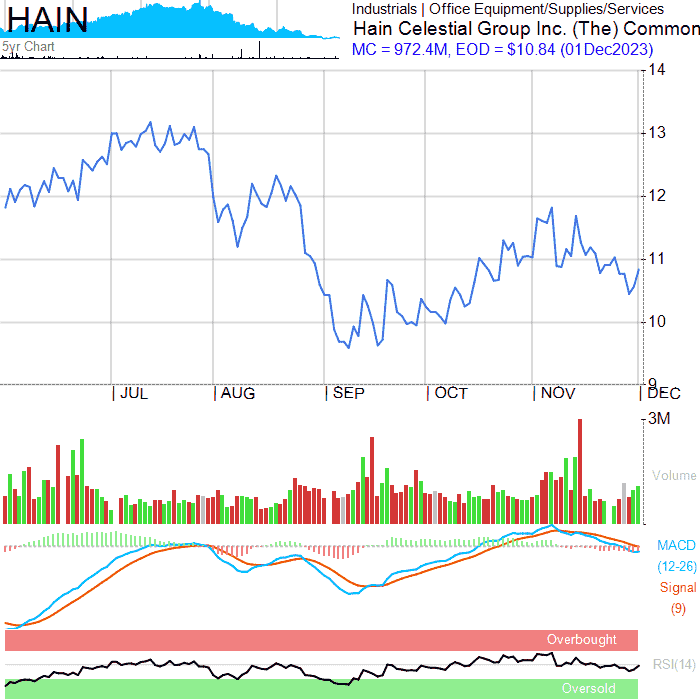 HAIN
5yr Chart
Industrials | Office Equipment/Supplies/Services
Hain Celestial Group Inc. (The) Common
MC = 972.4M, EOD = $10.84 (01Dec2023)
14
13
12
11
10
9
JUL AUG SEP OCT NOV DEC
3M
Volume
MACD
(12-26)
Signal
(9)
Overbought
RSI(14)
Oversold